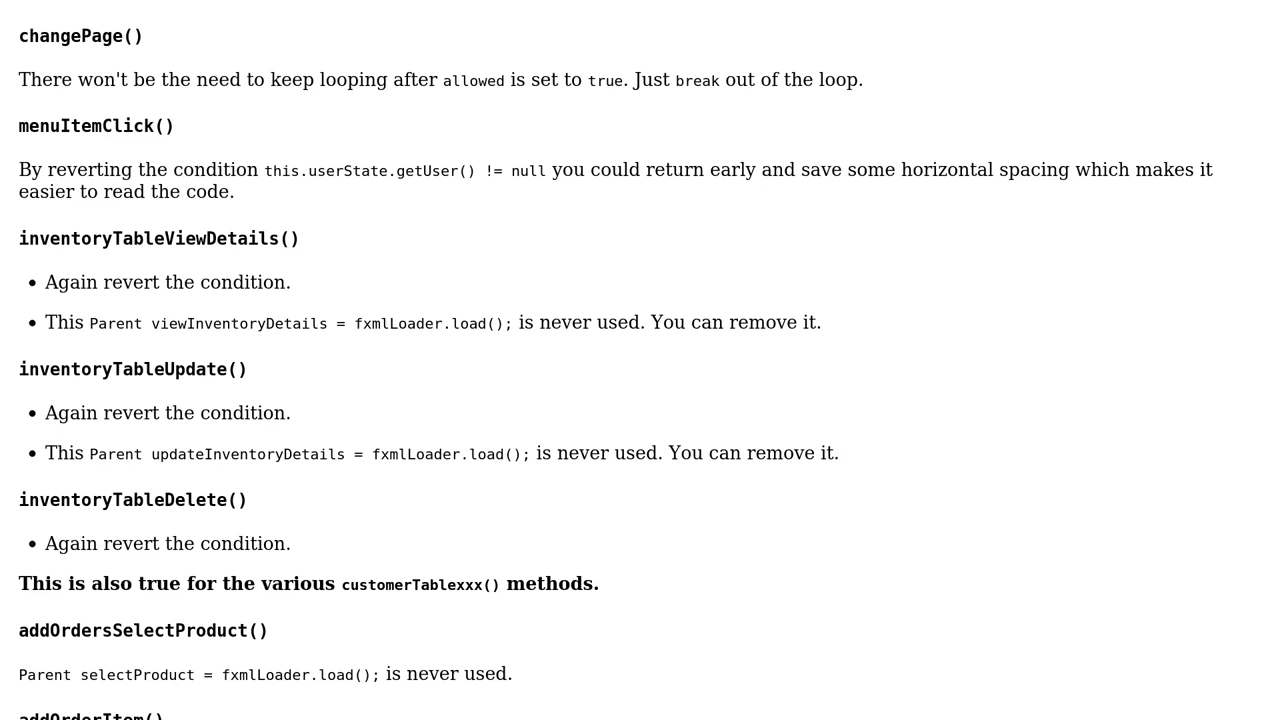 changePage()
There won't be the need to keep looping after allowed is set to true. Just break out of the loop.
menuItemClick()
By reverting the condition this.userState.getUser() != null you could return early and save some horizontal spacing which makes it
easier to read the code.
inventoryTableViewDetails()
• Again revert the condition.
• This Parent viewInventoryDetails = fxmlLoader.load(); is never used. You can remove it.
inventoryTableUpdate()
• Again revert the condition.
• This Parent updateInventoryDetails = fxmlLoader.load(); is never used. You can remove it.
inventoryTableDelete()
• Again revert the condition.
This is also true for the various customerTablexxx() methods.
addOrdersSelectProduct()
Parent selectProduct = fxmlLoader.load(); is never used.
addOrderItem()